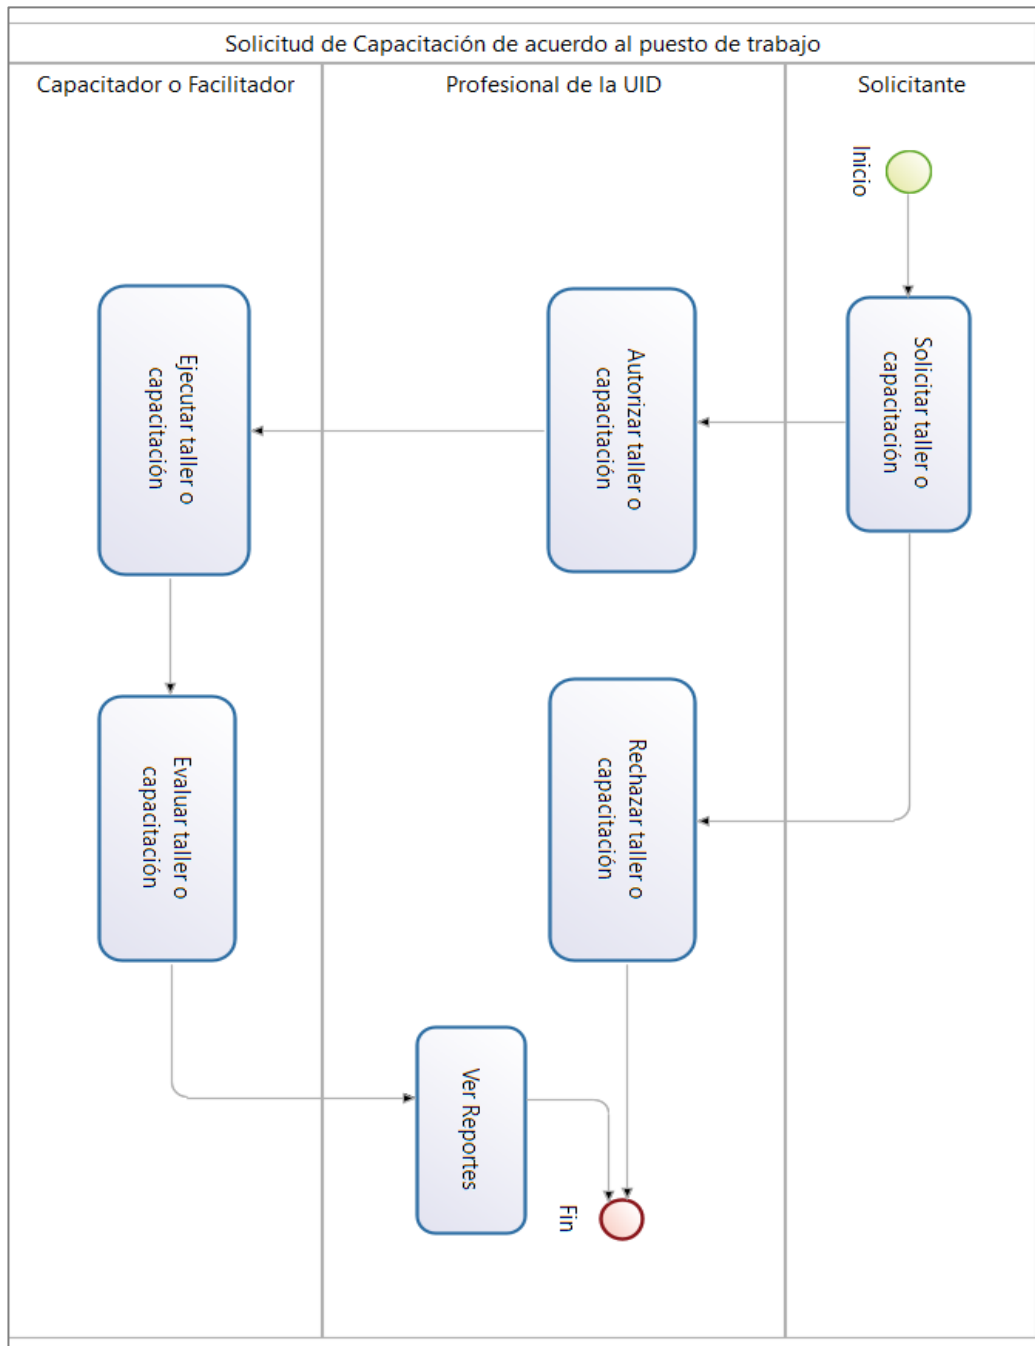 Solicitud de Capacitación de acuerdo al puesto de trabajo
Capacitador o Facilitador
Profesional de la UID
Solicitante
Inicio
Solicitar taller o
capacitación
Autorizar taller o
capacitación
Ejecutar taller o
capacitación
Rechazar taller o
capacitación
Evaluar taller o
capacitación
Ver Reportes
Fin